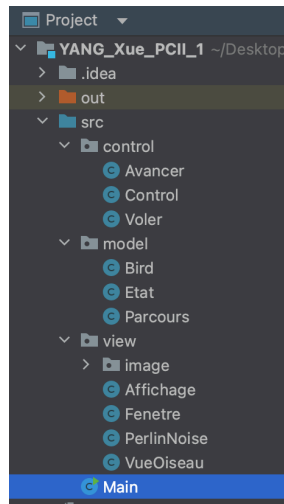 Project
YANG_Xue_PCII_1 ~/Desktop
.idea
out
src
control
Avancer
Control
Voler
model
Bird
Etat
Parcours
view
image
Affichage
Fenetre
PerlinNoise
VueOiseau
Main